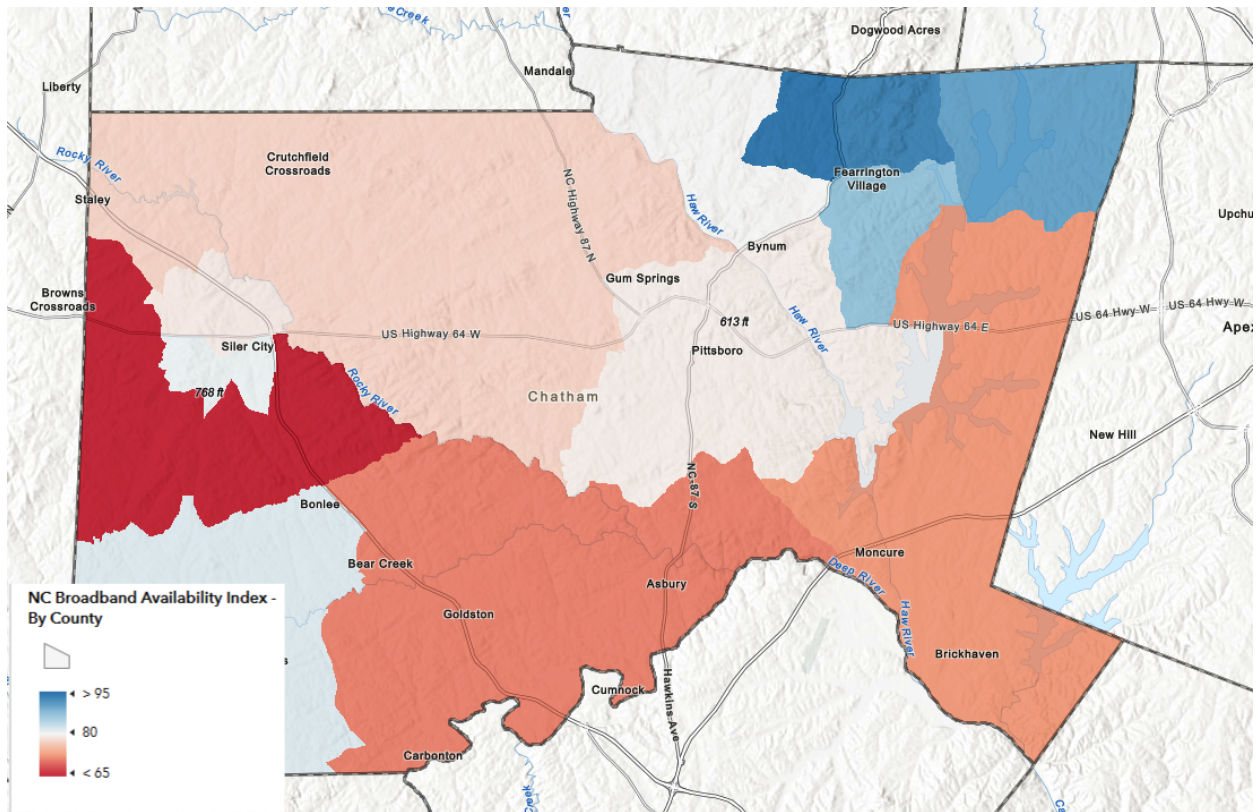 Creek
Dogwood Acres
Mandale
Liberty
Rocky River
Crutchfield
Crossroads
NC Highway 87 N
Fearrington
Village
Staley
Haw River
Upchu
Bynum
Gum Springs
Browns
Crossroads
US Highway 64 W
613 ft
Haw River
US Highway 64 E
US 64 Hwy W
US 64 Hwy W
Apex
Siler City
Pittsboro
768 ft
Rocky River
Chatham
New Hill
NC-87 S
Bonlee
Bear Creek
Moncure
Deep River
Asbury
Goldston
Haw River
Brickhaven
Cumnock
Hawkins Ave
Carbonton
Creek
Ca
NC Broadband Availability Index -
By County
> 95
80
< 65